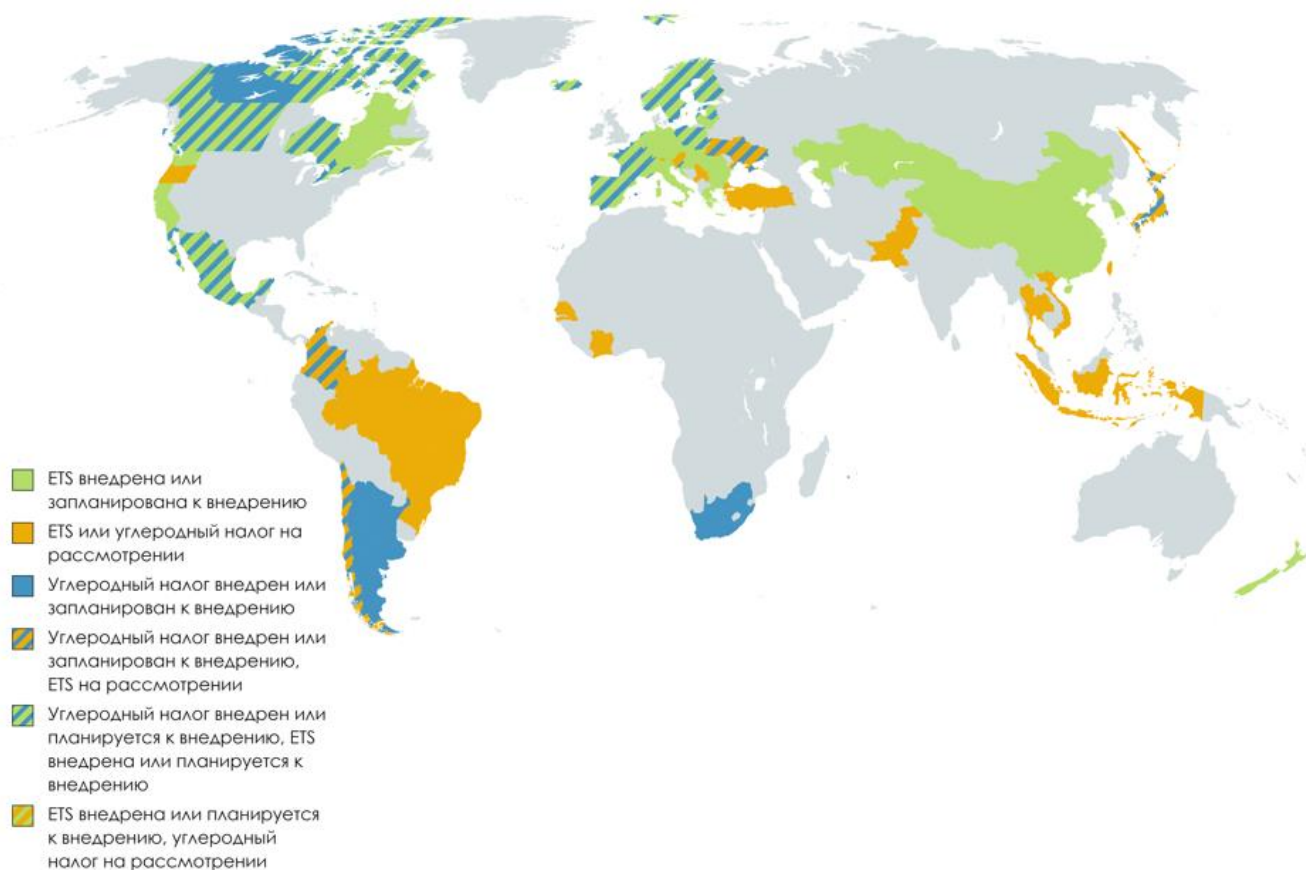 ETS внедрена или
запланирована к внедрению
ETS или углеродный налог на
рассмотрении
Углеродный налог внедрен или
запланирован к внедрению
Углеродный налог внедрен или
запланирован к внедрению,
ETS на рассмотрении
Углеродный налог внедрен или
планируется к внедрению, ETS
внедрена или планируется к
внедрению
ETS внедрена или планируется
к внедрению, углеродный
налог на рассмотрении